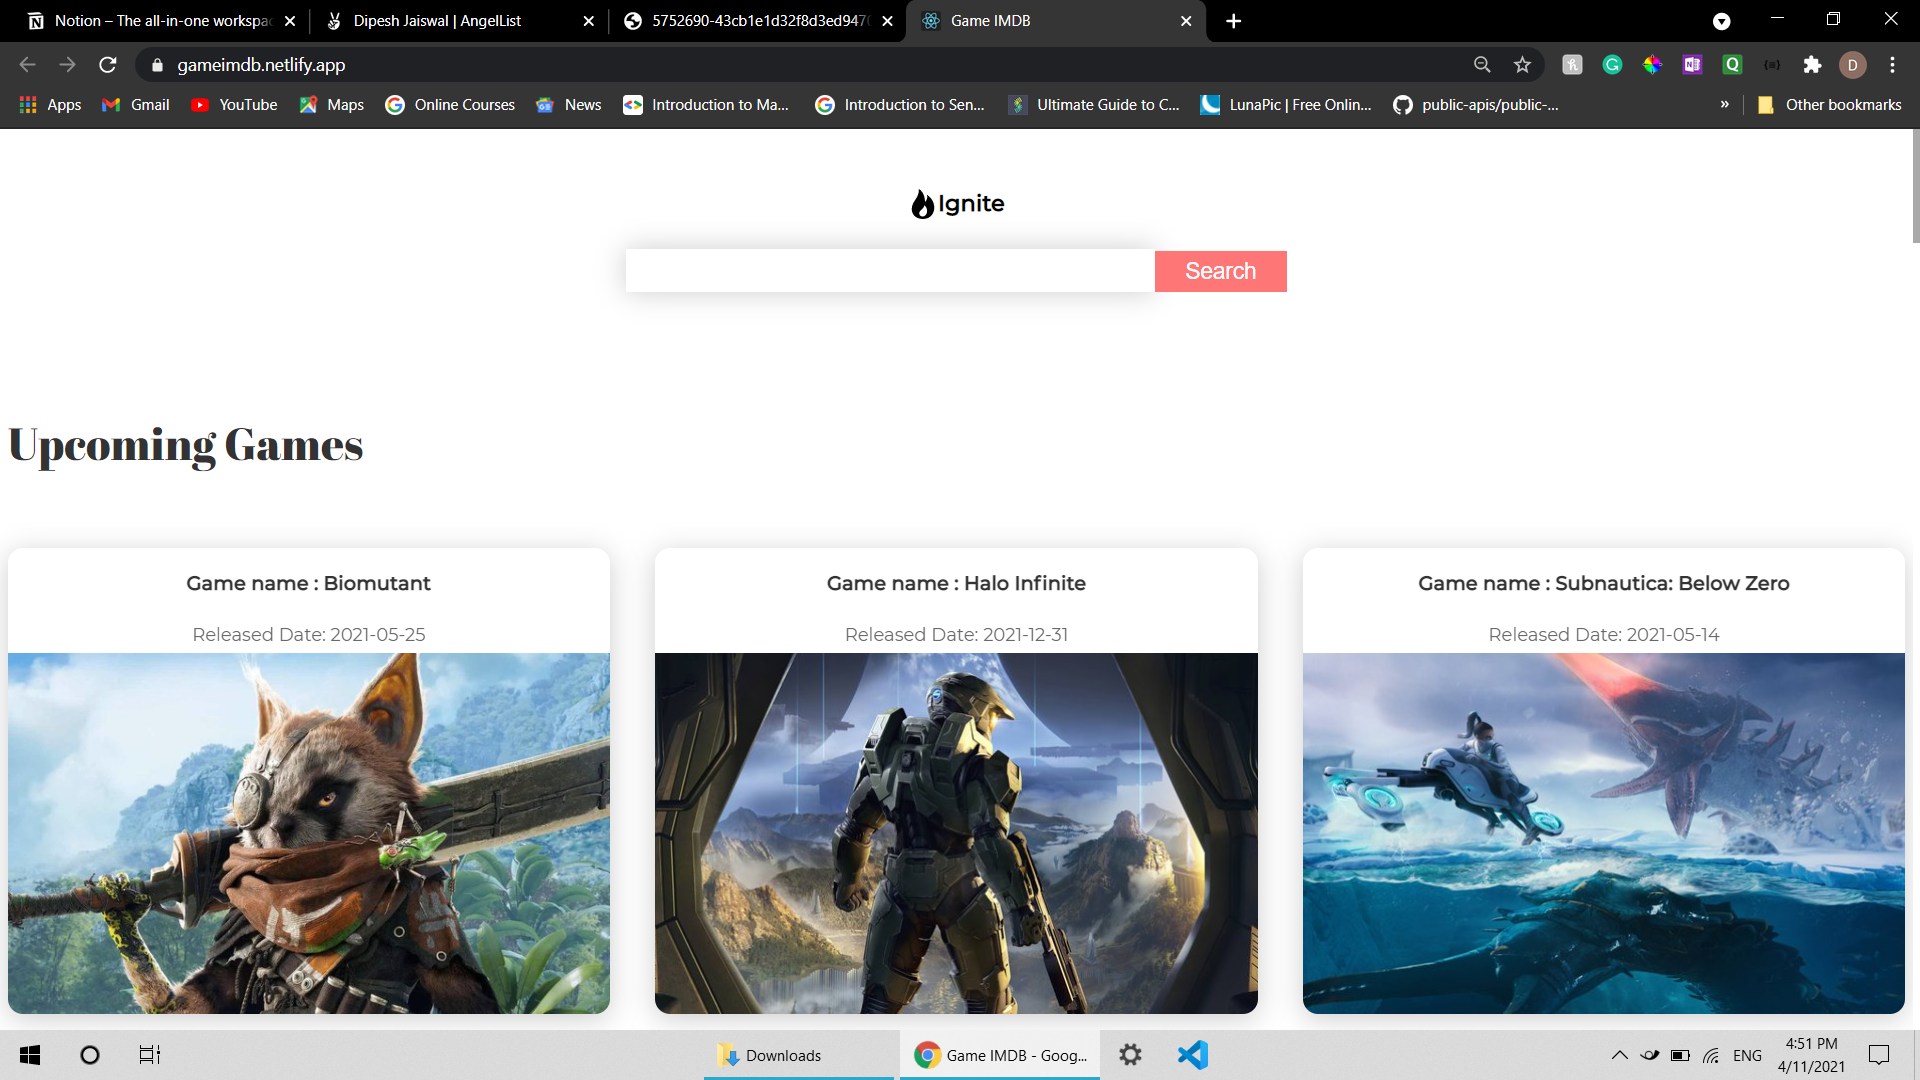 Notion – The all-in-one workspac
Dipesh Jaiswal | AngelList
5752690-43cb1e1d32f8d3ed9470
Game IMDB
gameimdb.netlify.app
D
Apps
Gmail
YouTube
Maps
Online Courses
News
Introduction to Ma...
Introduction to Sen...
Ultimate Guide to C...
LunaPic | Free Onlin...
public-apis/public-...
»
Other bookmarks
Ignite
Search
Upcoming Games
Game name : Biomutant
Released Date: 2021-05-25
Game name : Halo Infinite
Released Date: 2021-12-31
Game name : Subnautica: Below Zero
Released Date: 2021-05-14
Downloads
Game IMDB - Goog...
ENG
4:51 PM
4/11/2021